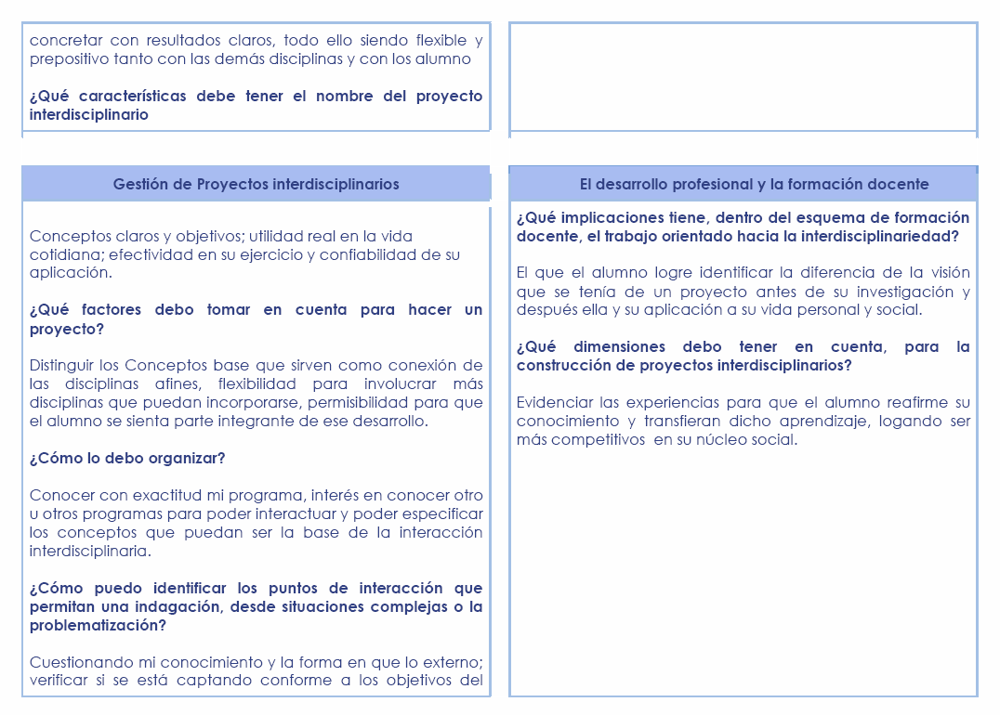 concretar con resultados claros, todo ello siendo flexible y
prepositivo tanto con las demás disciplinas y con los alumno
¿Qué características debe tener el nombre del proyecto
interdisciplinario
Gestión de Proyectos interdisciplinarios
Conceptos claros y objetivos; utilidad real en la vida
cotidiana; efectividad en su ejercicio y confiabilidad de su
aplicación.
¿Qué factores debo tomar en cuenta para hacer un
proyecto?
Distinguir los Conceptos base que sirven como conexión de
las disciplinas afines, flexibilidad para involucrar más
disciplinas que puedan incorporarse, permisibilidad para que
el alumno se sienta parte integrante de ese desarrollo.
¿Cómo lo debo organizar?
Conocer con exactitud mi programa, interés en conocer otro
u otros programas para poder interactuar y poder especificar
los conceptos que puedan ser la base de la interacción
interdisciplinaria.
¿Cómo puedo identificar los puntos de interacción que
permitan una indagación, desde situaciones complejas o la
problematización?
Cuestionando mi conocimiento y la forma en que lo externo;
verificar si se está captando conforme a los objetivos del
El desarrollo profesional y la formación docente
¿Qué implicaciones tiene, dentro del esquema de formación
docente, el trabajo orientado hacia la interdisciplinariedad?
El que el alumno logre identificar la diferencia de la visión
que se tenía de un proyecto antes de su investigación y
después ella y su aplicación a su vida personal y social.
¿Qué dimensiones debo tener en cuenta, para la
construcción de proyectos interdisciplinarios?
Evidenciar las experiencias para que el alumno reafirme su
conocimiento y transfieran dicho aprendizaje, logando ser
más competitivos en su núcleo social.